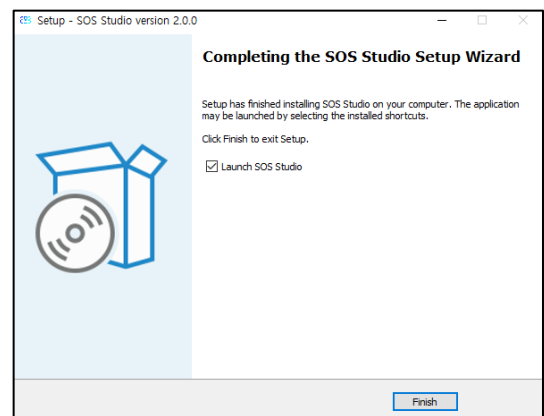 Setup - SOS Studio version 2.0.0
Completing the SOS Studio Setup Wizard
Setup has finished installing SOS Studio on your computer. The application
may be launched by selecting the installed shortcuts.
Click Finish to exit Setup.
Launch SOS Studio
Finish